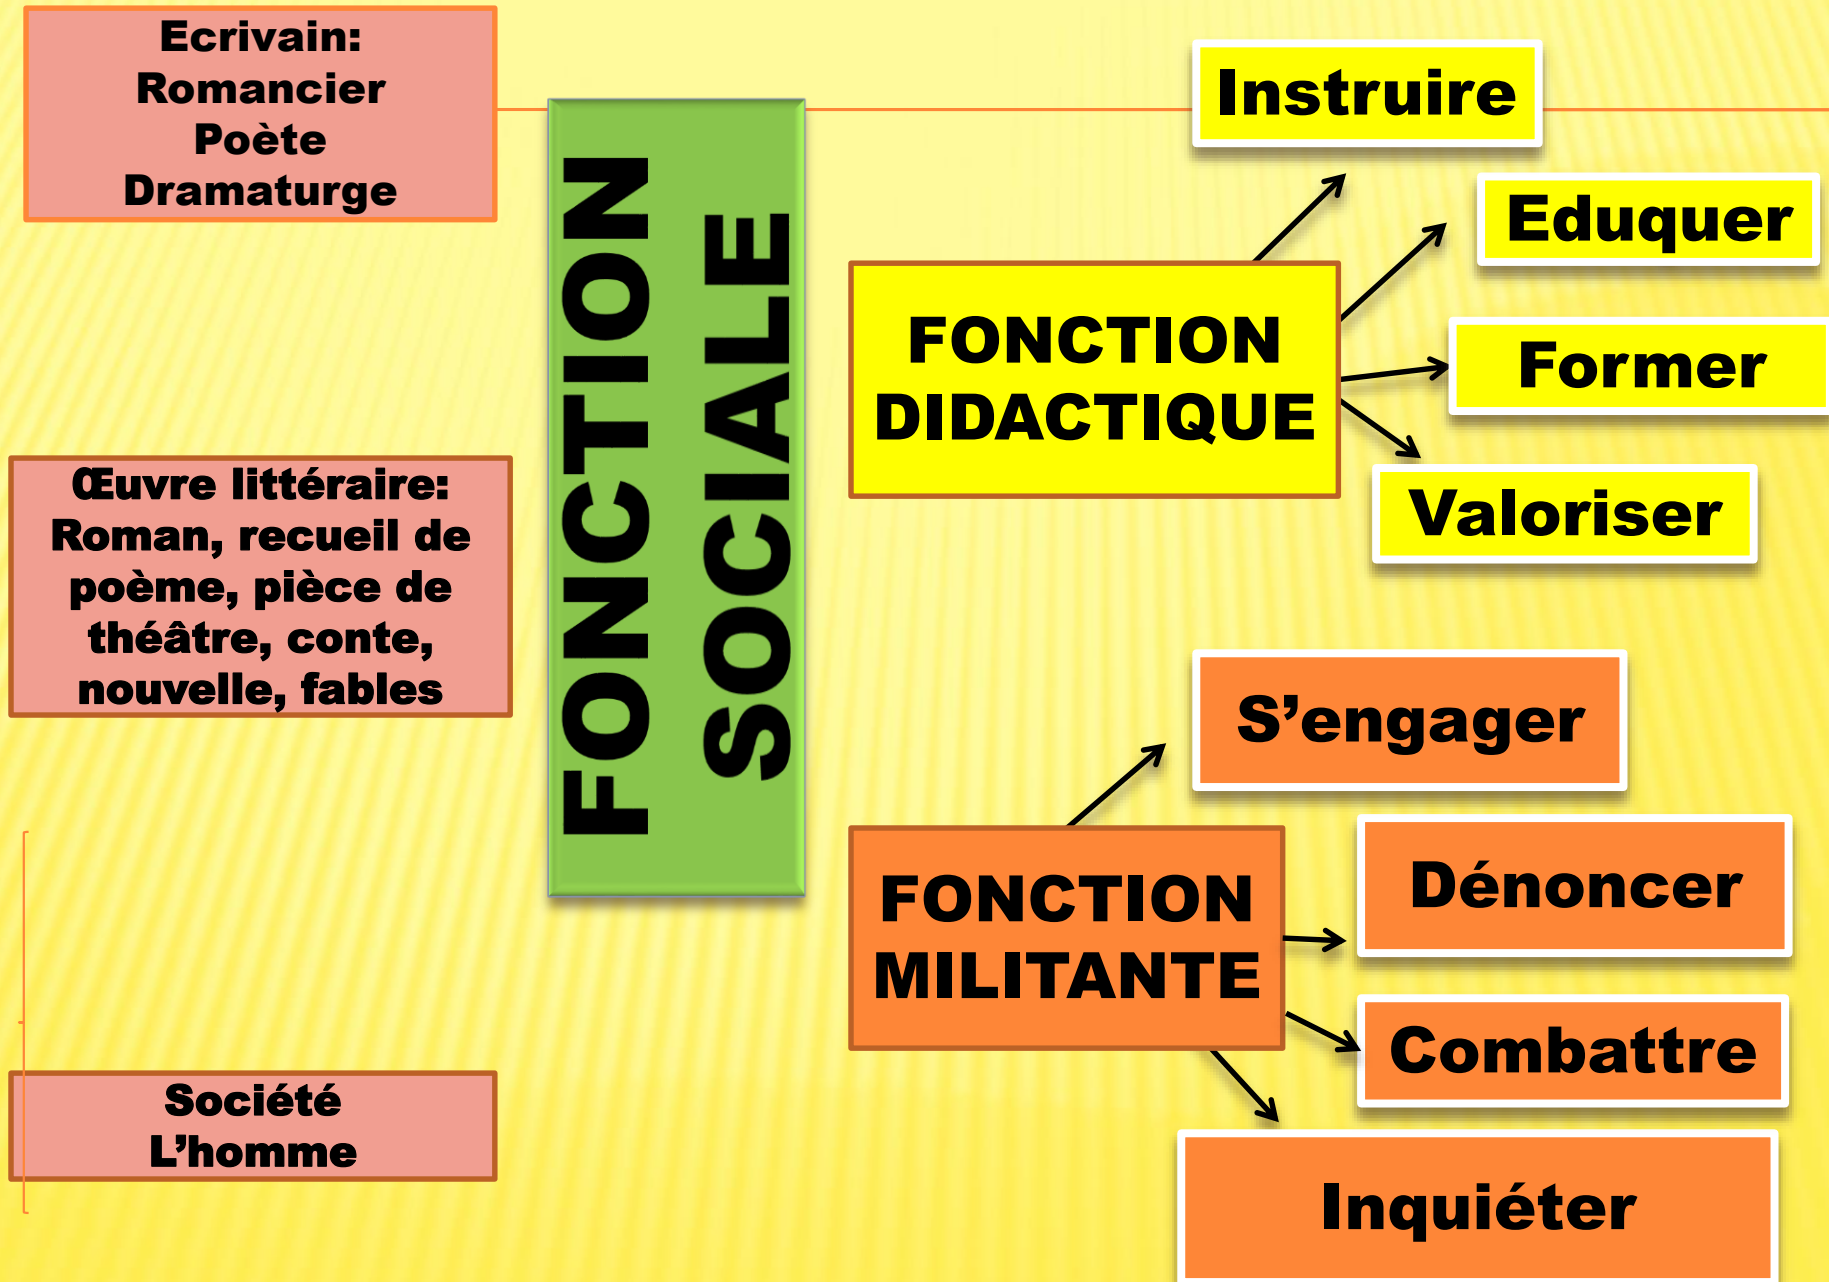 Ecrivain:
Romancier
Poète
Dramaturge
Œuvre littéraire:
Roman, recueil de
poème, pièce de
théâtre, conte,
nouvelle, fables
Société
L’homme
FONCTION
SOCIALE
FONCTION
DIDACTIQUE
Instruire
Eduquer
Former
Valoriser
FONCTION
MILITANTE
S’engager
Dénoncer
Combattre
Inquiéter